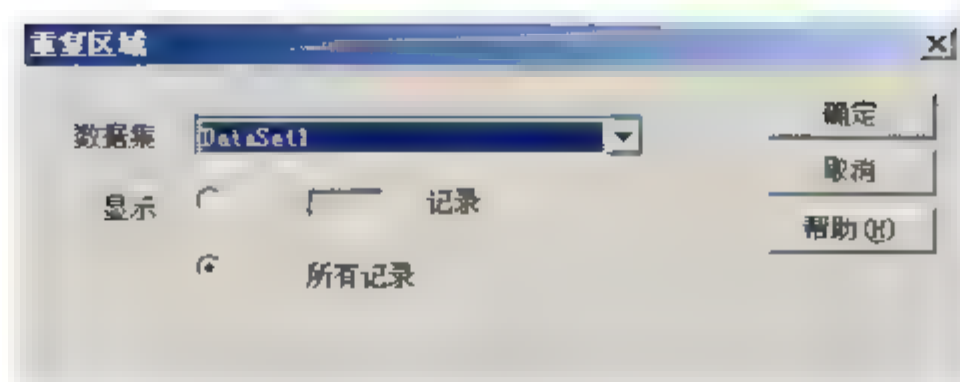 重复区域
数据集 DataSet1 确定
取消
显示 记录
帮助(H)
所有记录